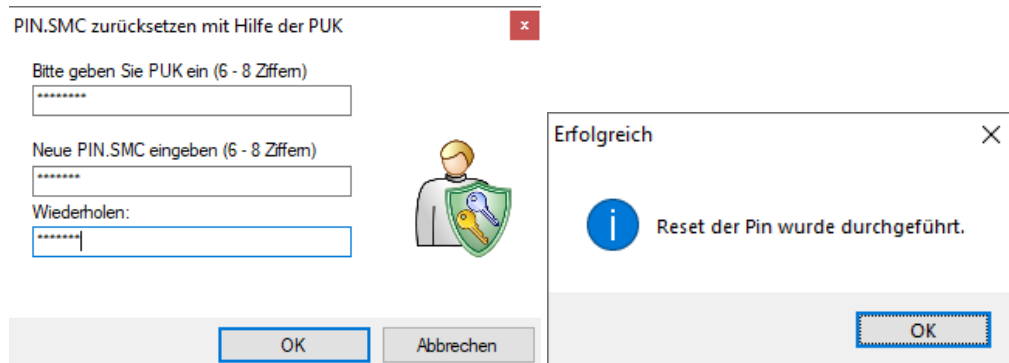 PIN.SMC zurücksetzen mit Hilfe der PUK
x
Bitte geben Sie PUK ein (6 - 8 Ziffern)
********
Neue PIN.SMC eingeben (6 - 8 Ziffern)
*******
Wiederholen:
*******
OK
Abbrechen
Erfolgreich
i
Reset der Pin wurde durchgeführt.
OK